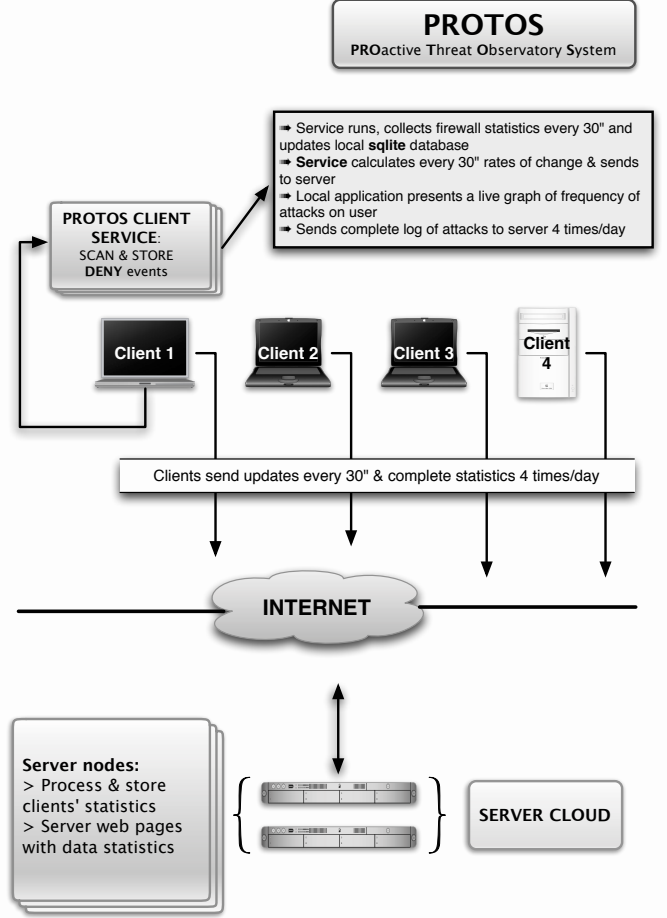 PROTOS
PROactive Threat Observatory System
➟ Service runs, collects firewall statistics every 30" and
updates local sqlite database
➟ Service calculates every 30" rates of change & sends
to server
➟ Local application presents a live graph of frequency of
attacks on user
➟ Sends complete log of attacks to server 4 times/day
PROTOS CLIENT
SERVICE:
SCAN & STORE
DENY events
Client 1
Client 2
Client 3
Client
4
Clients send updates every 30" & complete statistics 4 times/day
INTERNET
Server nodes:
> Process & store
clients' statistics
> Server web pages
with data statistics
SERVER CLOUD